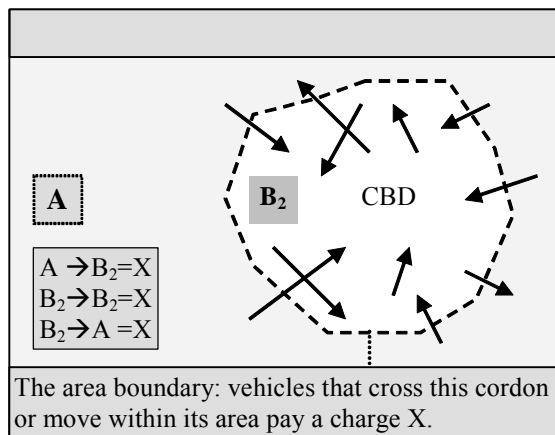 A
B₂
CBD
A →B₂=X
B₂→B₂=X
B₂→A =X
The area boundary: vehicles that cross this cordon
or move within its area pay a charge X.